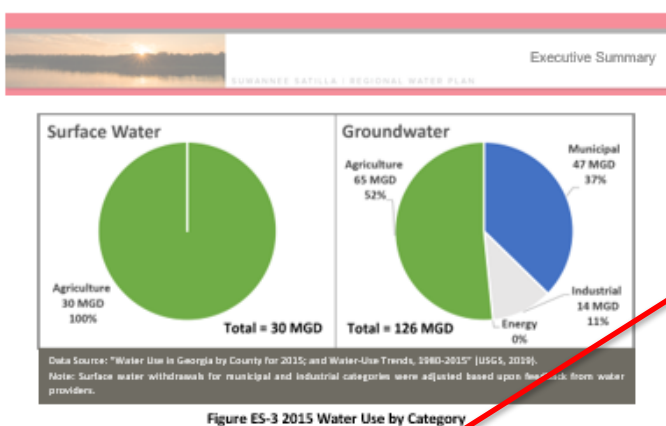 Executive Summary
SUWANNEE SATILLA | REGIONAL WATER PLAN
Surface Water
Agriculture
30 MGD
100%
Total = 30 MGD
Groundwater
Agriculture
65 MGD
52%
Municipal
47 MGD
37%
Industrial
14 MGD
11%
Energy
0%
Total = 126 MGD
Data Source: "Water Use in Georgia by County for 2015; and Water-Use Trends, 1980-2015" (USGS, 2019).
Note: Surface water withdrawals for municipal and industrial categories were adjusted based upon feedback from water
providers.
Figure ES-3 2015 Water Use by Category